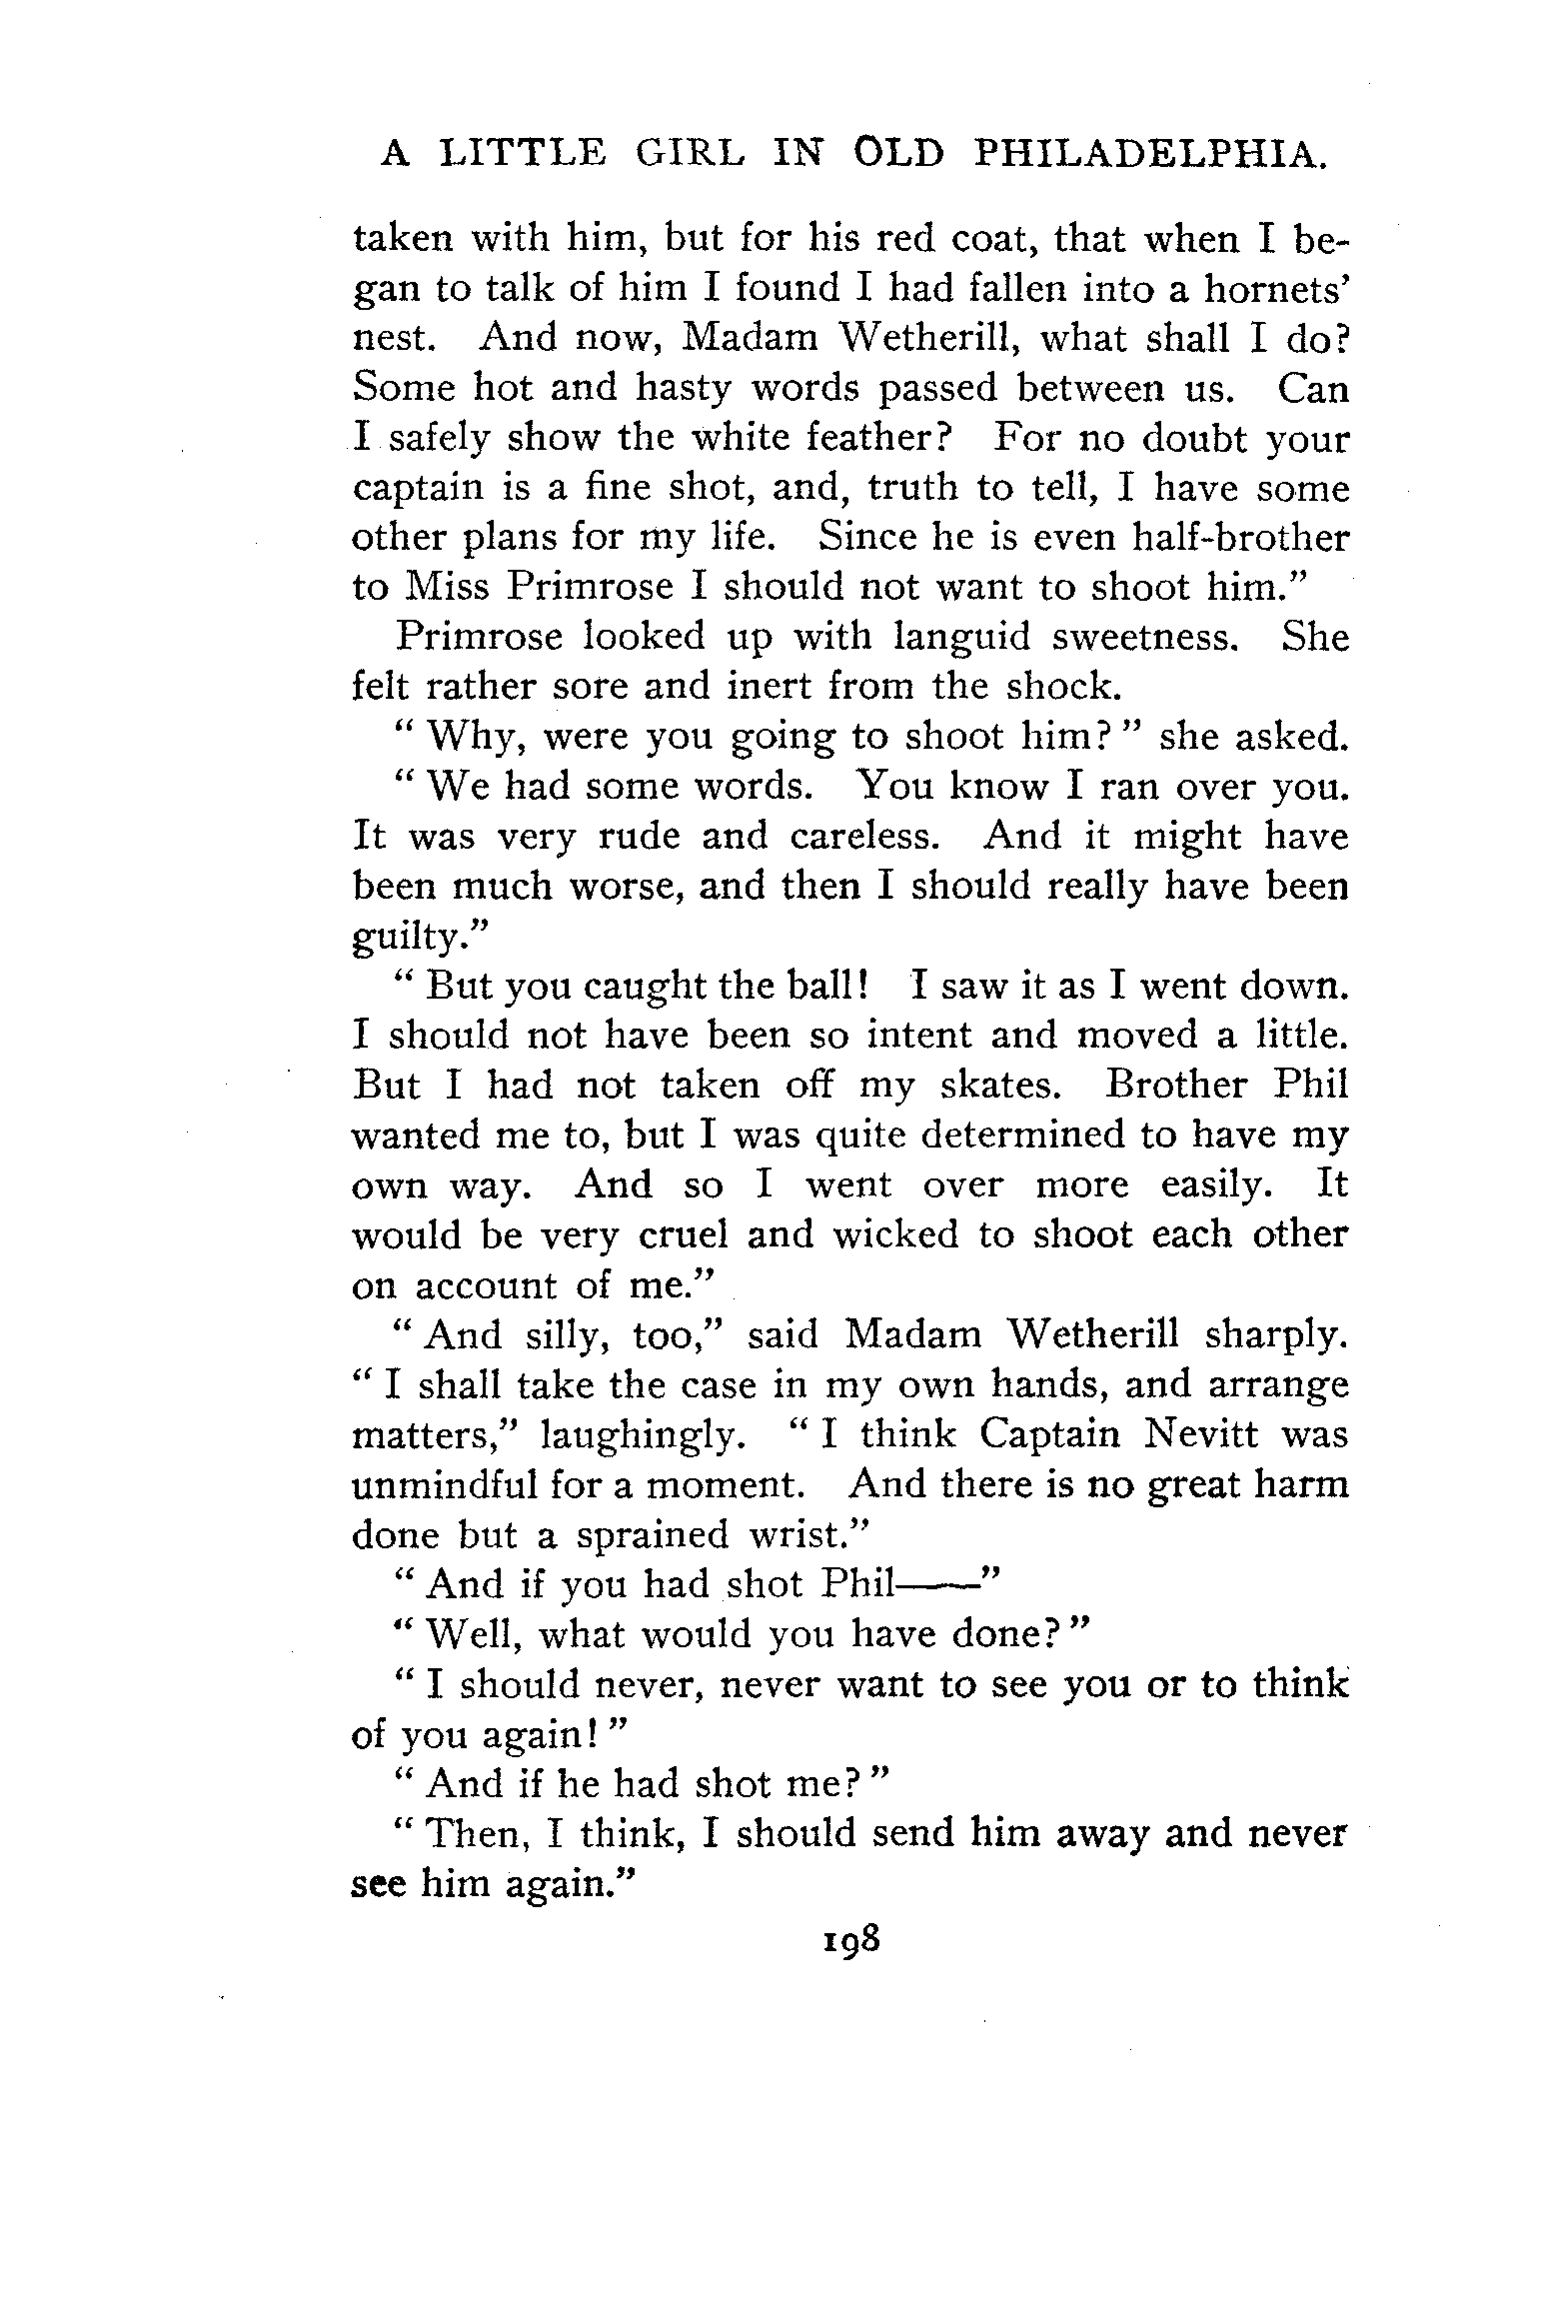 A LITTLE GIRL IN OLD PHILADELPHIA.
taken with him, but for his red coat, that when I be-
gan to talk of him I found I had fallen into a hornets’
nest. And now, Madam Wetherill, what shall I do?
Some hot and hasty words passed between us. Can
I safely show the white feather? For no doubt your
captain is a fine shot, and, truth to tell, I have some
other plans for my life. Since he is even half-brother
to Miss Primrose I should not want to shoot him.”
Primrose looked up with languid sweetness. She
felt rather sore and inert from the shock.
“ Why, were you going to shoot him? ” she asked.
“ We had some words. You know I ran over you.
It was very rude and careless. And it might have
been much worse, and then I should really have been
guilty.”
“ But you caught the ball! I saw it as I went down.
I should not have been so intent and moved a little.
But I had not taken off my skates. Brother Phil
wanted me to, but I was quite determined to have my
own way. And so I went over more easily. It
would be very cruel and wicked to shoot each other
on account of me.”
“ And silly, too,” said Madam Wetherill sharply.
“ I shall take the case in my own hands, and arrange
matters,” laughingly. “ I think Captain Nevitt was
unmindful for a moment. And there is no great harm
done but a sprained wrist.”
“ And if you had shot Phil——”
“ Well, what would you have done? ”
“ I should never, never want to see you or to think
of you again! ”
“ And if he had shot me? ”
“ Then, I think, I should send him away and never
see him again.”
198